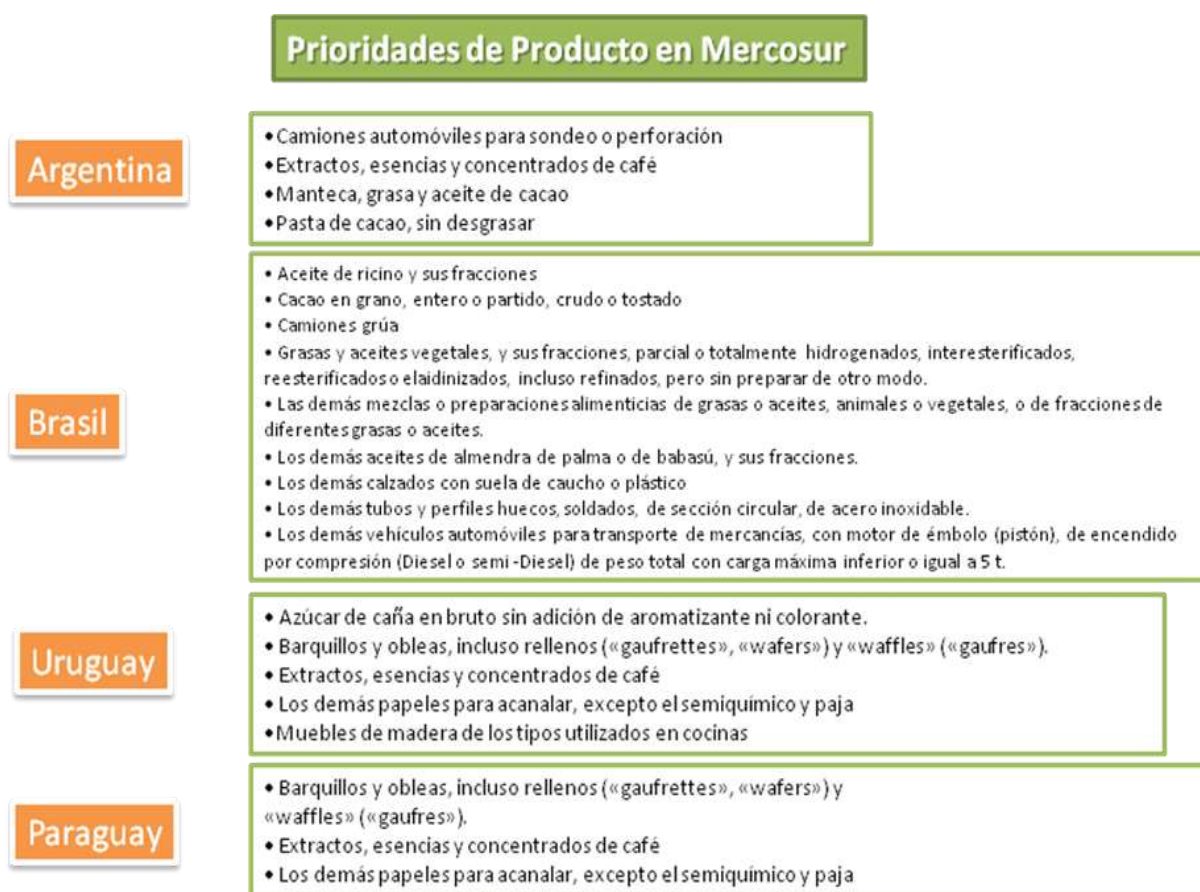 Prioridades de Producto en Mercosur
Argentina
• Camiones automóviles para sondeo o perforación
• Extractos, esencias y concentrados de café
• Manteca, grasa y aceite de cacao
• Pasta de cacao, sin desgrasar
Brasil
• Aceite de ricino y sus fracciones
• Cacao en grano, entero o partido, crudo o tostado
• Camiones grúa
• Grasas y aceites vegetales, y sus fracciones, parcial o totalmente hidrogenados, interesterificados,
reesterificados o elaidinizados, incluso refinados, pero sin preparar de otro modo.
• Las demás mezclas o preparaciones alimenticias de grasas o aceites, animales o vegetales, o de fracciones de
diferentes grasas o aceites.
• Los demás aceites de almendra de palma o de babasú, y sus fracciones.
• Los demás calzados con suela de caucho o plástico
• Los demás tubos y perfiles huecos, soldados, de sección circular, de acero inoxidable.
• Los demás vehículos automóviles para transporte de mercancías, con motor de émbolo (pistón), de encendido
por compresión (Diesel o semi -Diesel) de peso total con carga máxima inferior o igual a 5 t.
Uruguay
• Azúcar de caña en bruto sin adición de aromatizante ni colorante.
• Barquillos y obleas, incluso rellenos («gaufrettes», «wafers») y «waffles» («gaufres»).
• Extractos, esencias y concentrados de café
• Los demás papeles para acanalar, excepto el semiquímico y paja
• Muebles de madera de los tipos utilizados en cocinas
Paraguay
• Barquillos y obleas, incluso rellenos («gaufrettes», «wafers») y
«waffles» («gaufres»).
• Extractos, esencias y concentrados de café
• Los demás papeles para acanalar, excepto el semiquímico y paja